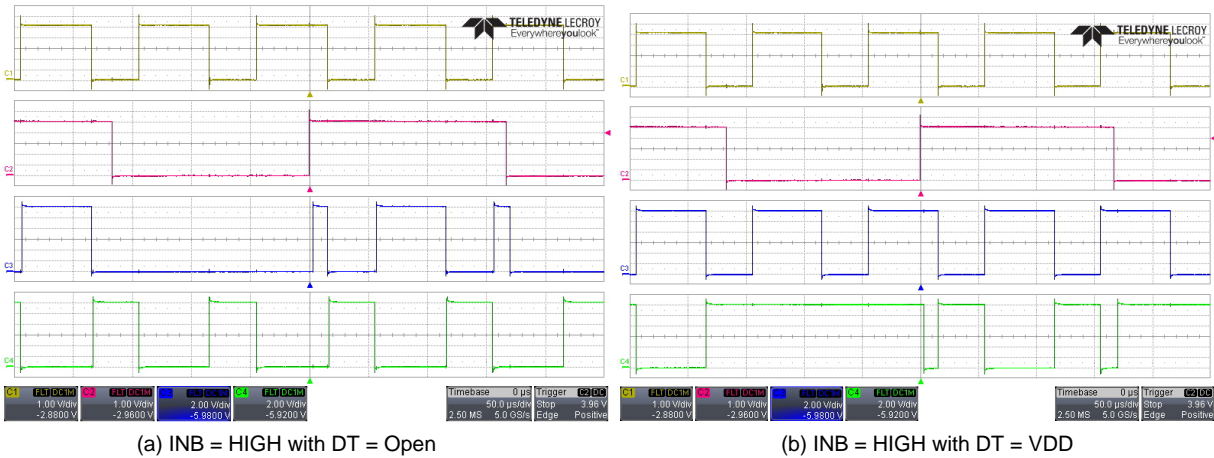 TELEDYNE LECROY
Everywhereyoulook™
C1
C2
C3
C4
C1 FLT DC1M
1.00 V/div
-2.8800 V
C2 FLT DC1M
1.00 V/div
-2.9600 V
2.00 V/div
-5.9800 V
C4 FLT DC1M
2.00 V/div
-5.9200 V
Timebase 0 µs
50.0 µs/div
2.50 MS 5.0 GS/s
Trigger C2 DC
Stop 3.96 V
Edge Positive
(a) INB = HIGH with DT = Open
TELEDYNE LECROY
Everywhereyoulook™
C1
C2
C3
C4
C1 FLT DC1M
1.00 V/div
-2.8800 V
C2 FLT DC1M
1.00 V/div
-2.9600 V
2.00 V/div
-5.9800 V
C4 FLT DC1M
2.00 V/div
-5.9200 V
Timebase 0 µs
50.0 µs/div
2.50 MS 5.0 GS/s
Trigger C2 DC
Stop 3.96 V
Edge Positive
(b) INB = HIGH with DT = VDD